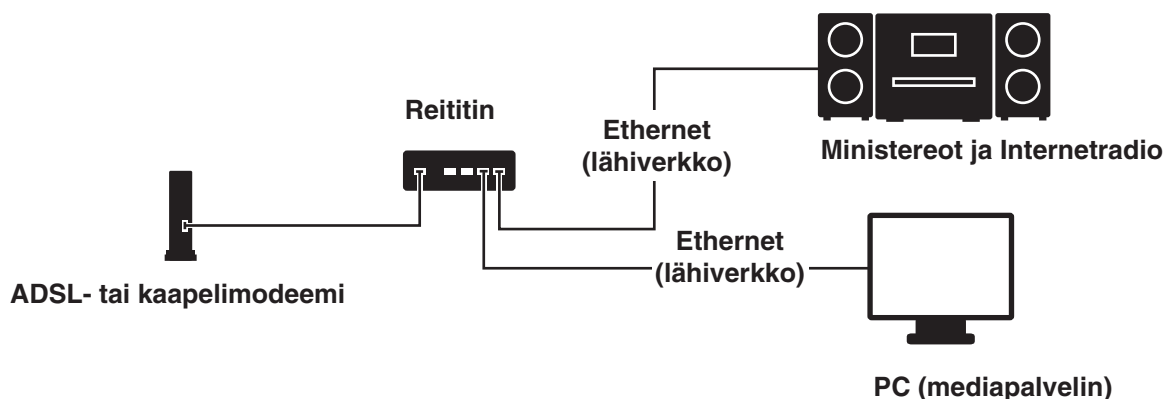 Reititin
Ethernet
(lähiverkko)
Ministereot ja Internetradio
Ethernet
(lähiverkko)
ADSL- tai kaapelimodeemi
PC (mediapalvelin)